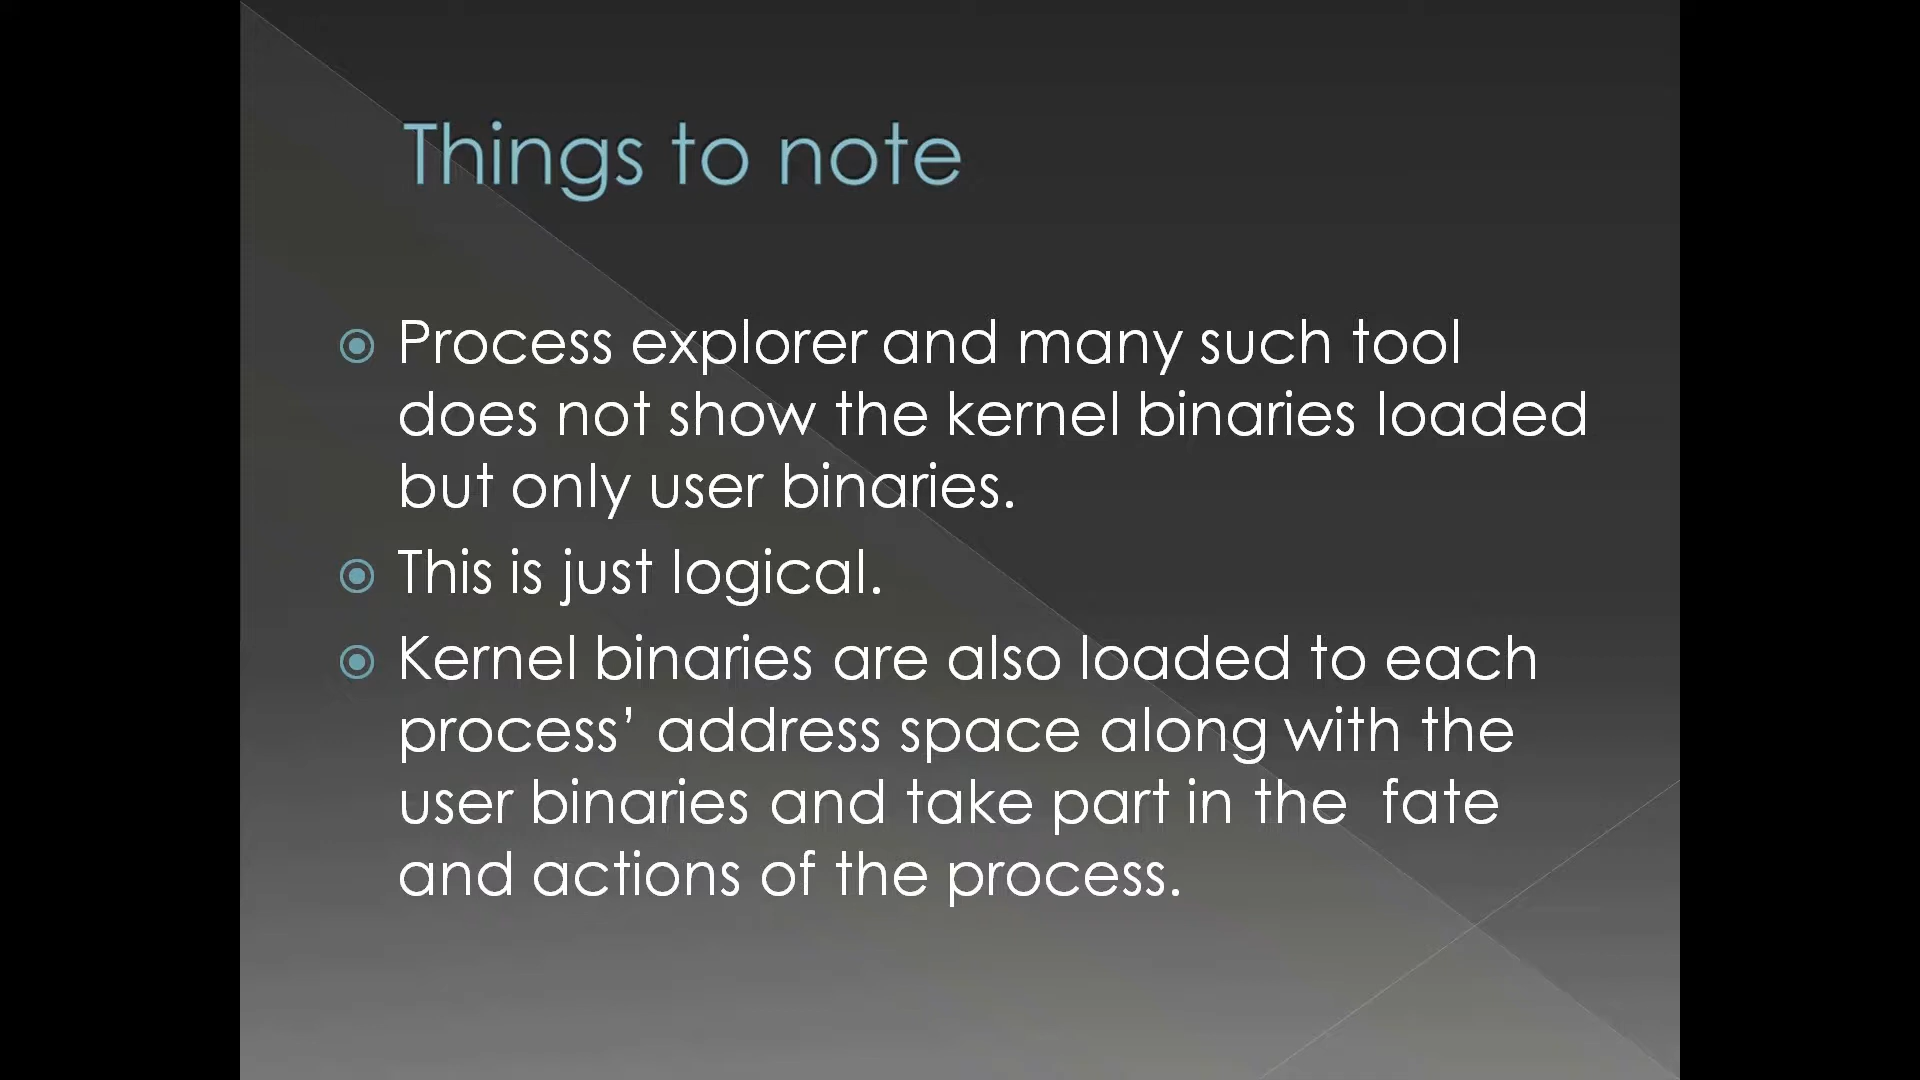 Things to note
Process explorer and many such tool
does not show the kernel binaries loaded
but only user binaries.
This is just logical.
Kernel binaries are also loaded to each
process’ address space along with the
user binaries and take part in the  fate
and actions of the process.